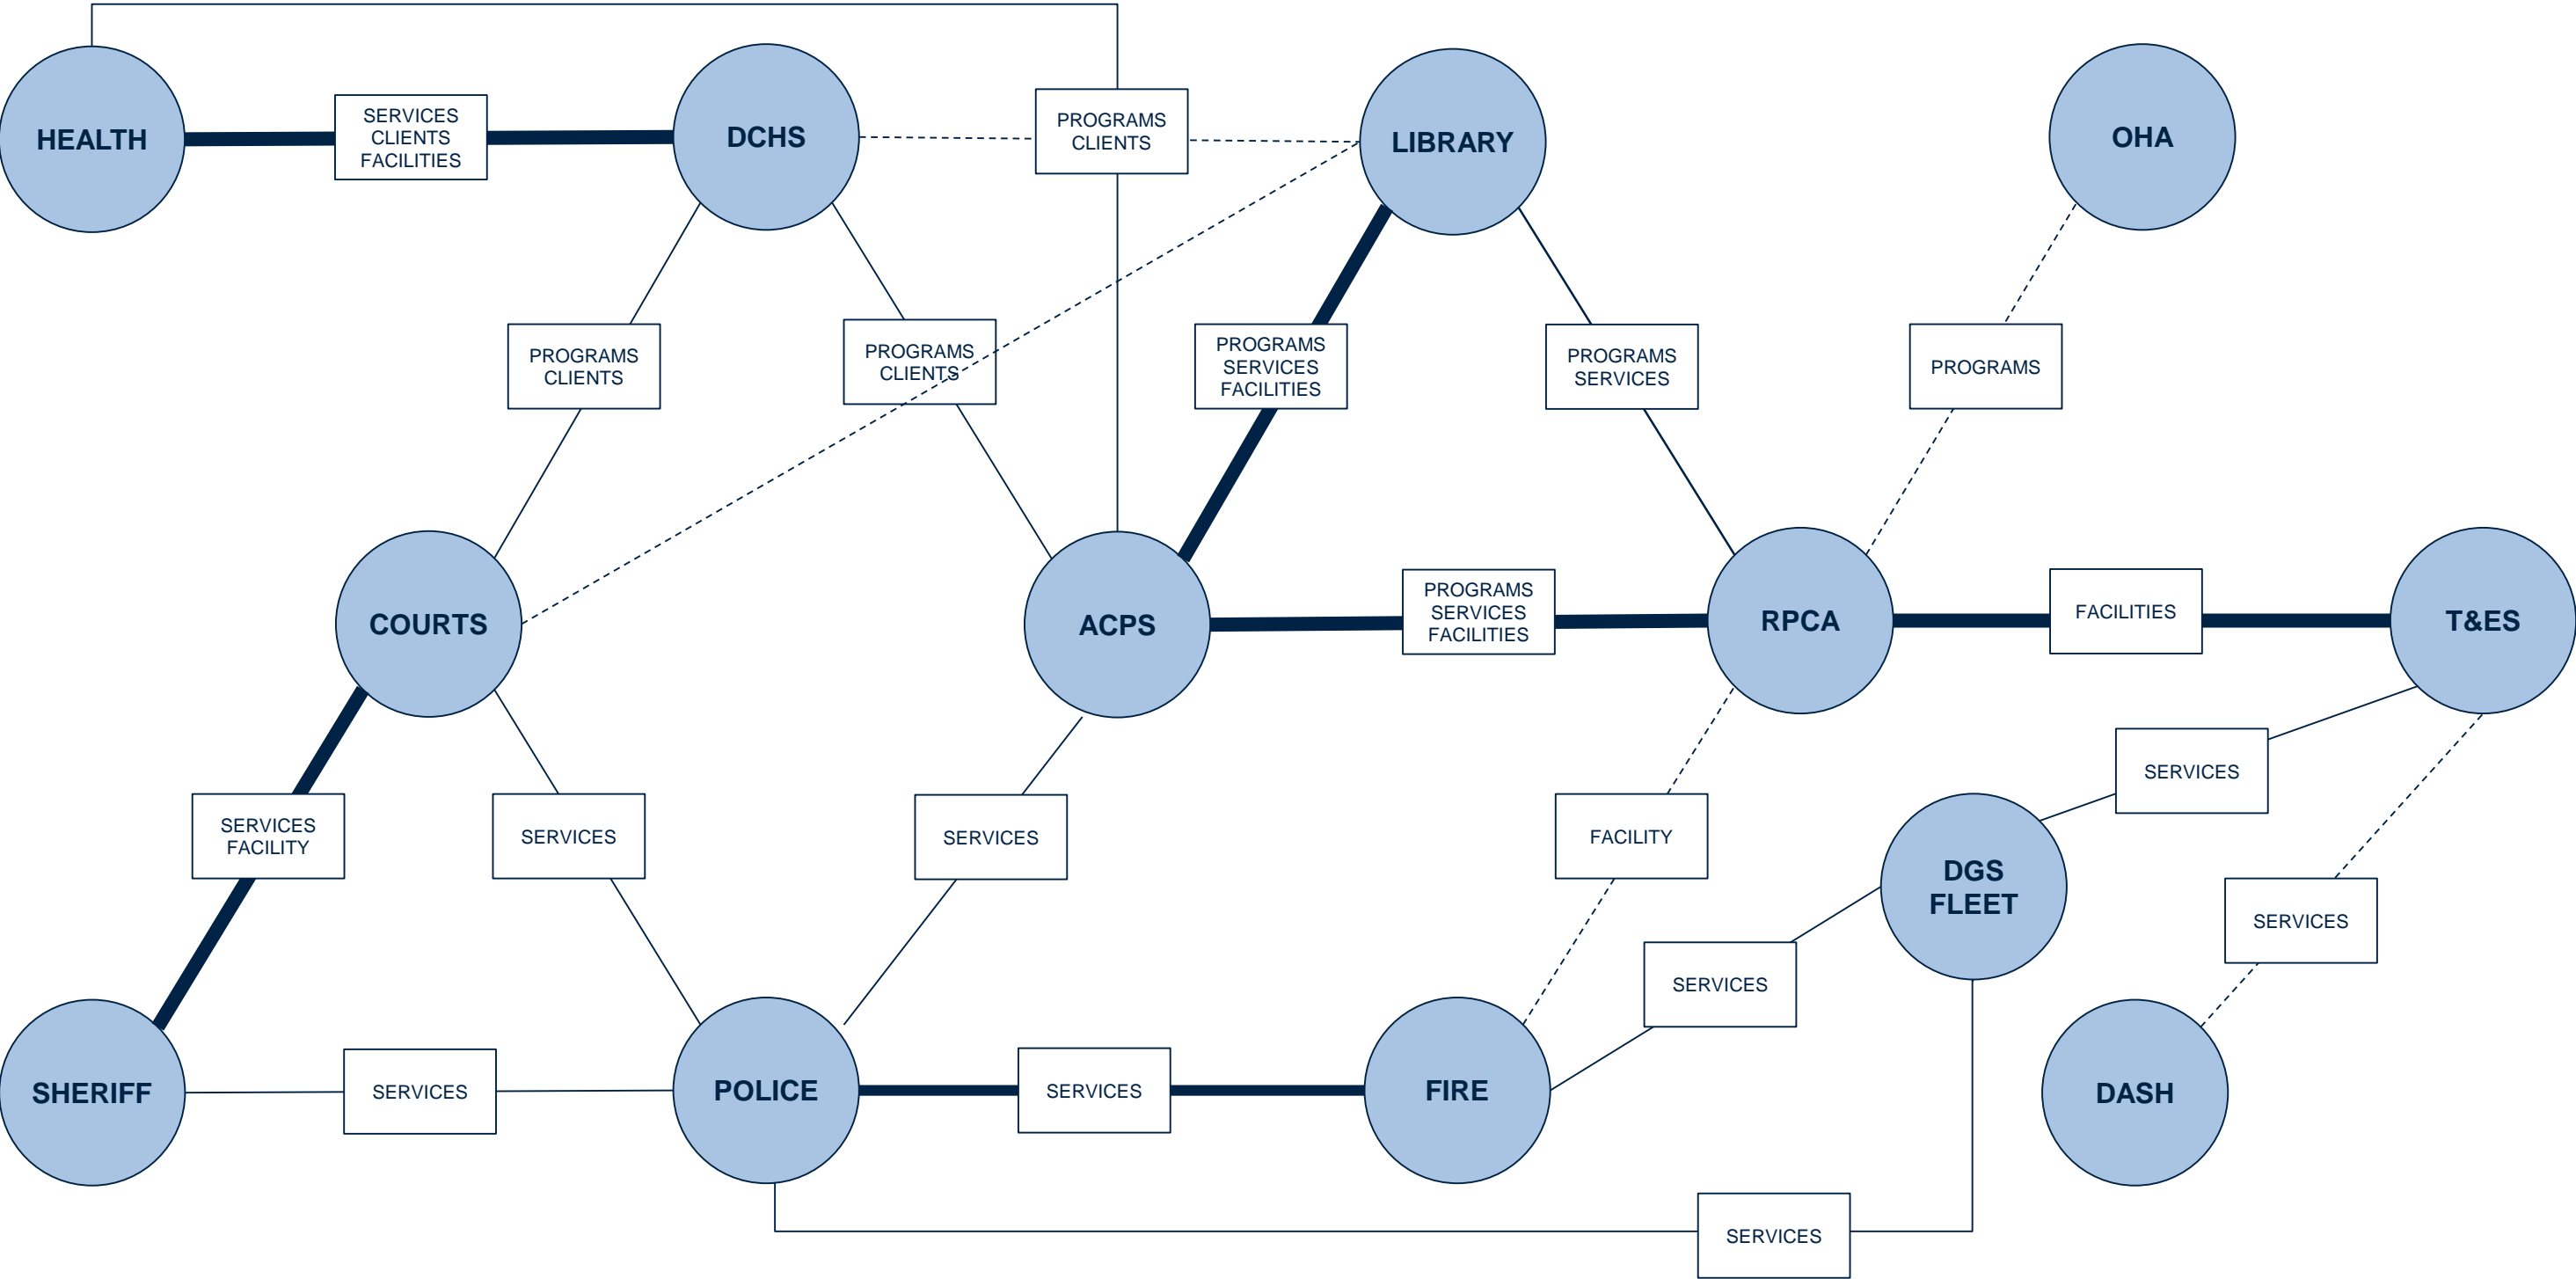 HEALTH
SERVICES
CLIENTS
FACILITIES
DCHS
PROGRAMS
CLIENTS
LIBRARY
OHA
PROGRAMS
CLIENTS
PROGRAMS
CLIENTS
PROGRAMS
SERVICES
FACILITIES
PROGRAMS
SERVICES
PROGRAMS
COURTS
ACPS
PROGRAMS
SERVICES
FACILITIES
RPCA
FACILITIES
T&ES
SERVICES
FACILITY
SERVICES
SERVICES
FACILITY
DGS
FLEET
SERVICES
SERVICES
SERVICES
SHERIFF
SERVICES
POLICE
SERVICES
FIRE
DASH
SERVICES